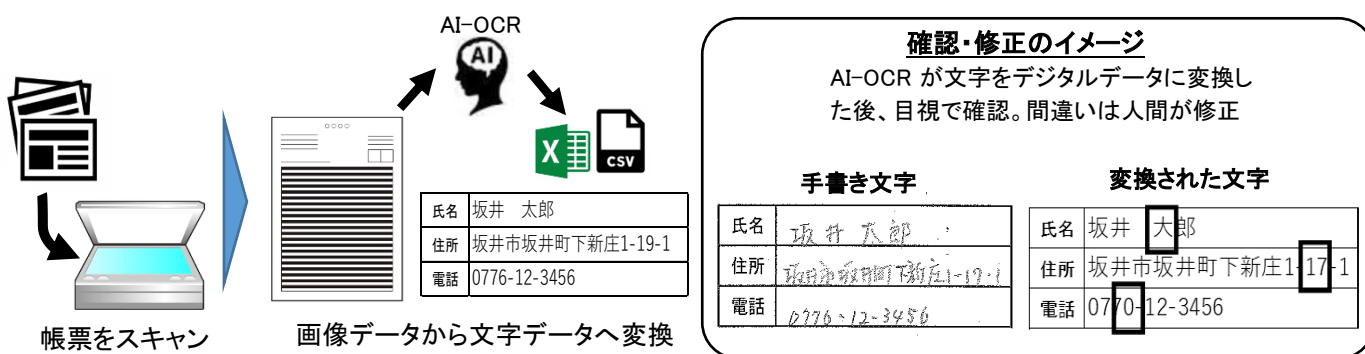 AI-OCR
AI
X
CSV
氏名 坂井　太郎
住所 坂井市坂井町下新庄1-19-1
電話 0776-12-3456
帳票をスキャン
画像データから文字データへ変換
確認・修正のイメージ
AI-OCR が文字をデジタルデータに変換し
た後、目視で確認。間違いは人間が修正
手書き文字
氏名 坂井 太郎
住所 坂井市坂井町下新庄1-19-1
電話 0776-12-3456
変換された文字
氏名 坂井　大郎
住所 坂井市坂井町下新庄1-17-1
電話 0770-12-3456